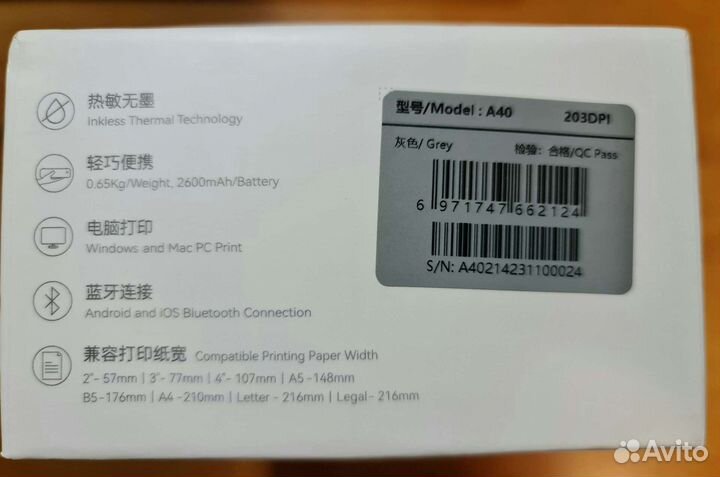 热敏无墨
Inkless Thermal Technology
轻巧便携
0.65Kg/Weight, 2600mAh/Battery
电脑打印
Windows and Mac PC Print
蓝牙连接
Android and iOS Bluetooth Connection
兼容打印纸宽 Compatible Printing Paper Width
2"-57mm | 3"-77mm | 4"-107mm | A5-148mm
B5-176mm | A4-210mm | Letter - 216mm | Legal- 216mm
型号/Model : A40 203DPI
灰色/ Grey 检验: 合格/QC Pass
6 971747 662124
S/N: A40214231100024
Avito